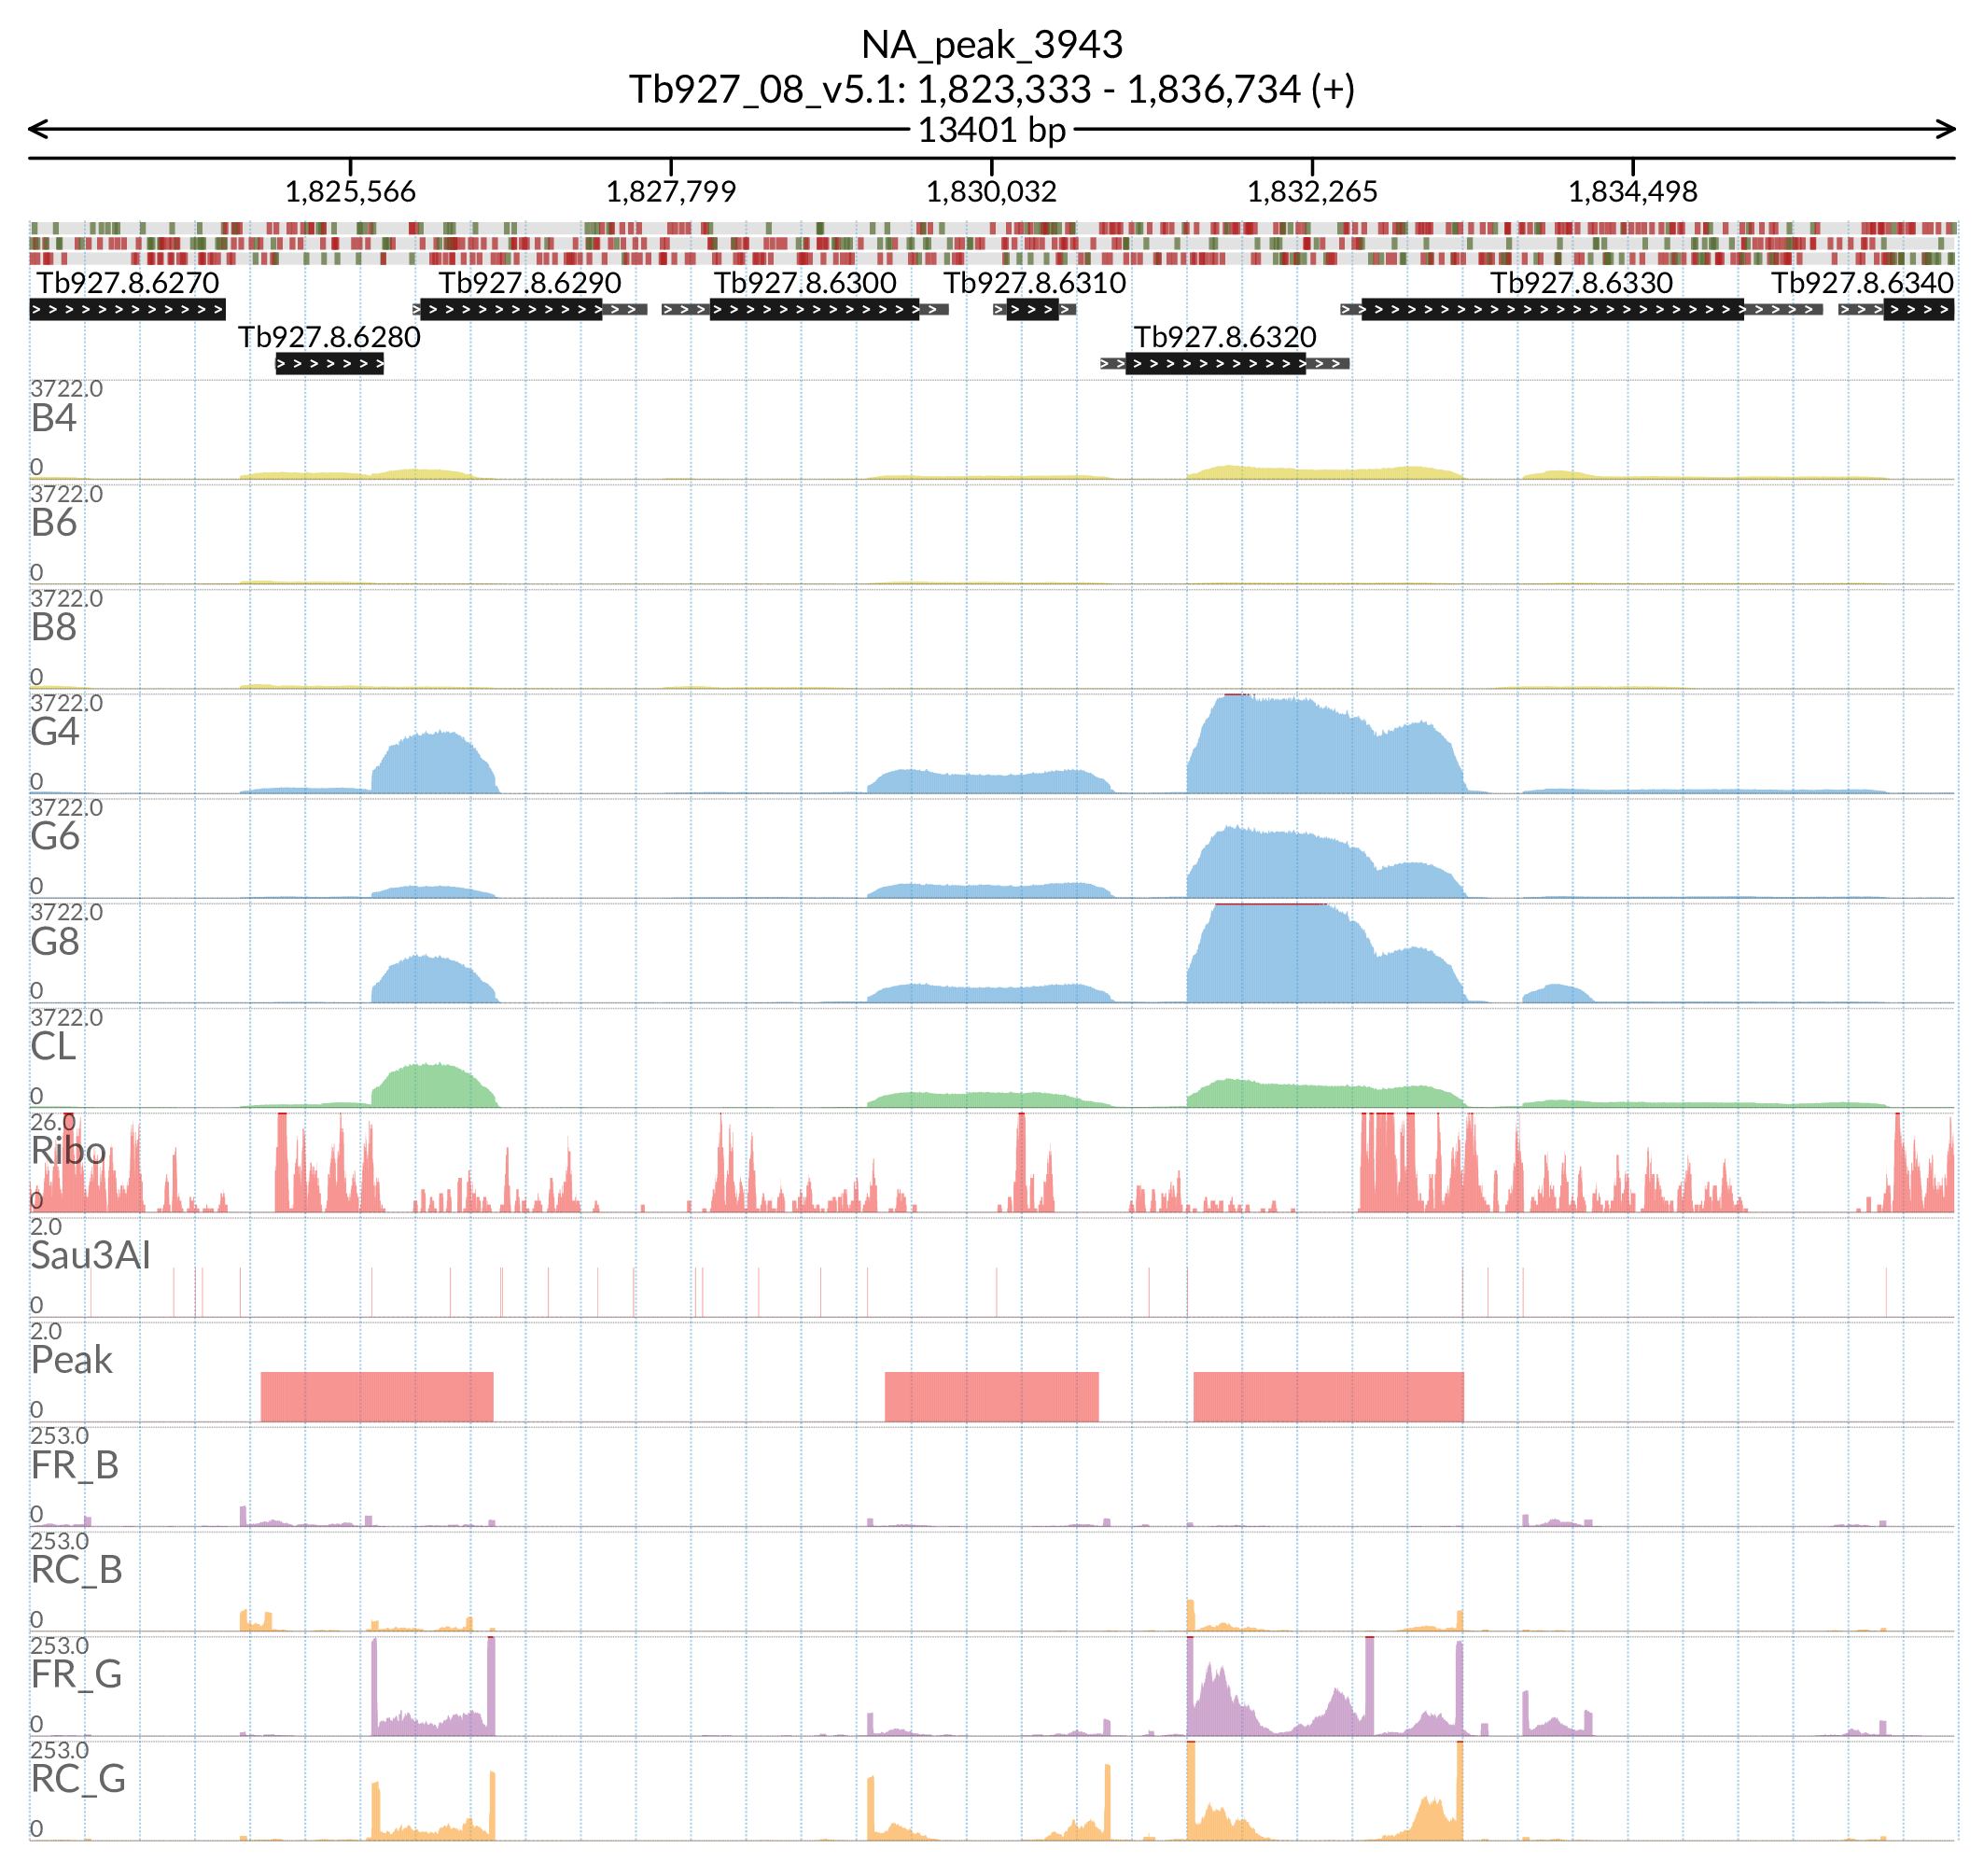 NA_peak_3943
Tb927_08_v5.1: 1,823,333 - 1,836,734 (+)
13401 bp
1,825,566 1,827,799 1,830,032 1,832,265 1,834,498
Tb927.8.6270 Tb927.8.6290 Tb927.8.6300 Tb927.8.6310 Tb927.8.6330 Tb927.8.6340
Tb927.8.6280 Tb927.8.6320
3722.0
B4
0
3722.0
B6
0
3722.0
B8
0
3722.0
G4
0
3722.0
G6
0
3722.0
G8
0
3722.0
CL
0
26.0
Ribo
0
2.0
Sau3AI
0
2.0
Peak
0
253.0
FR_B
0
253.0
RC_B
0
253.0
FR_G
0
253.0
RC_G
0